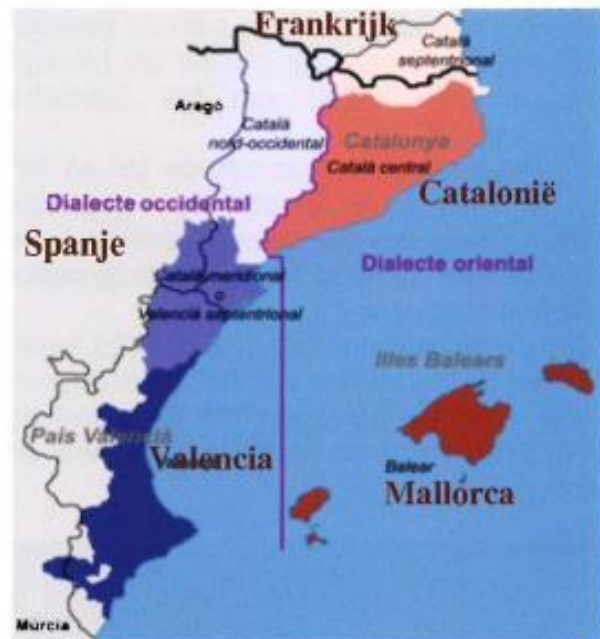 Frankrijk
Català
septentrional
Aragó
Català
nord-occidental
Catalunya
Català central
Dialecte occidental
Catalonië
Spanje
Dialecte oriental
Català meridional
Valencià septentrional
Illes Balears
País Valencià
Valencia
Balear
Mallorca
Múrcia